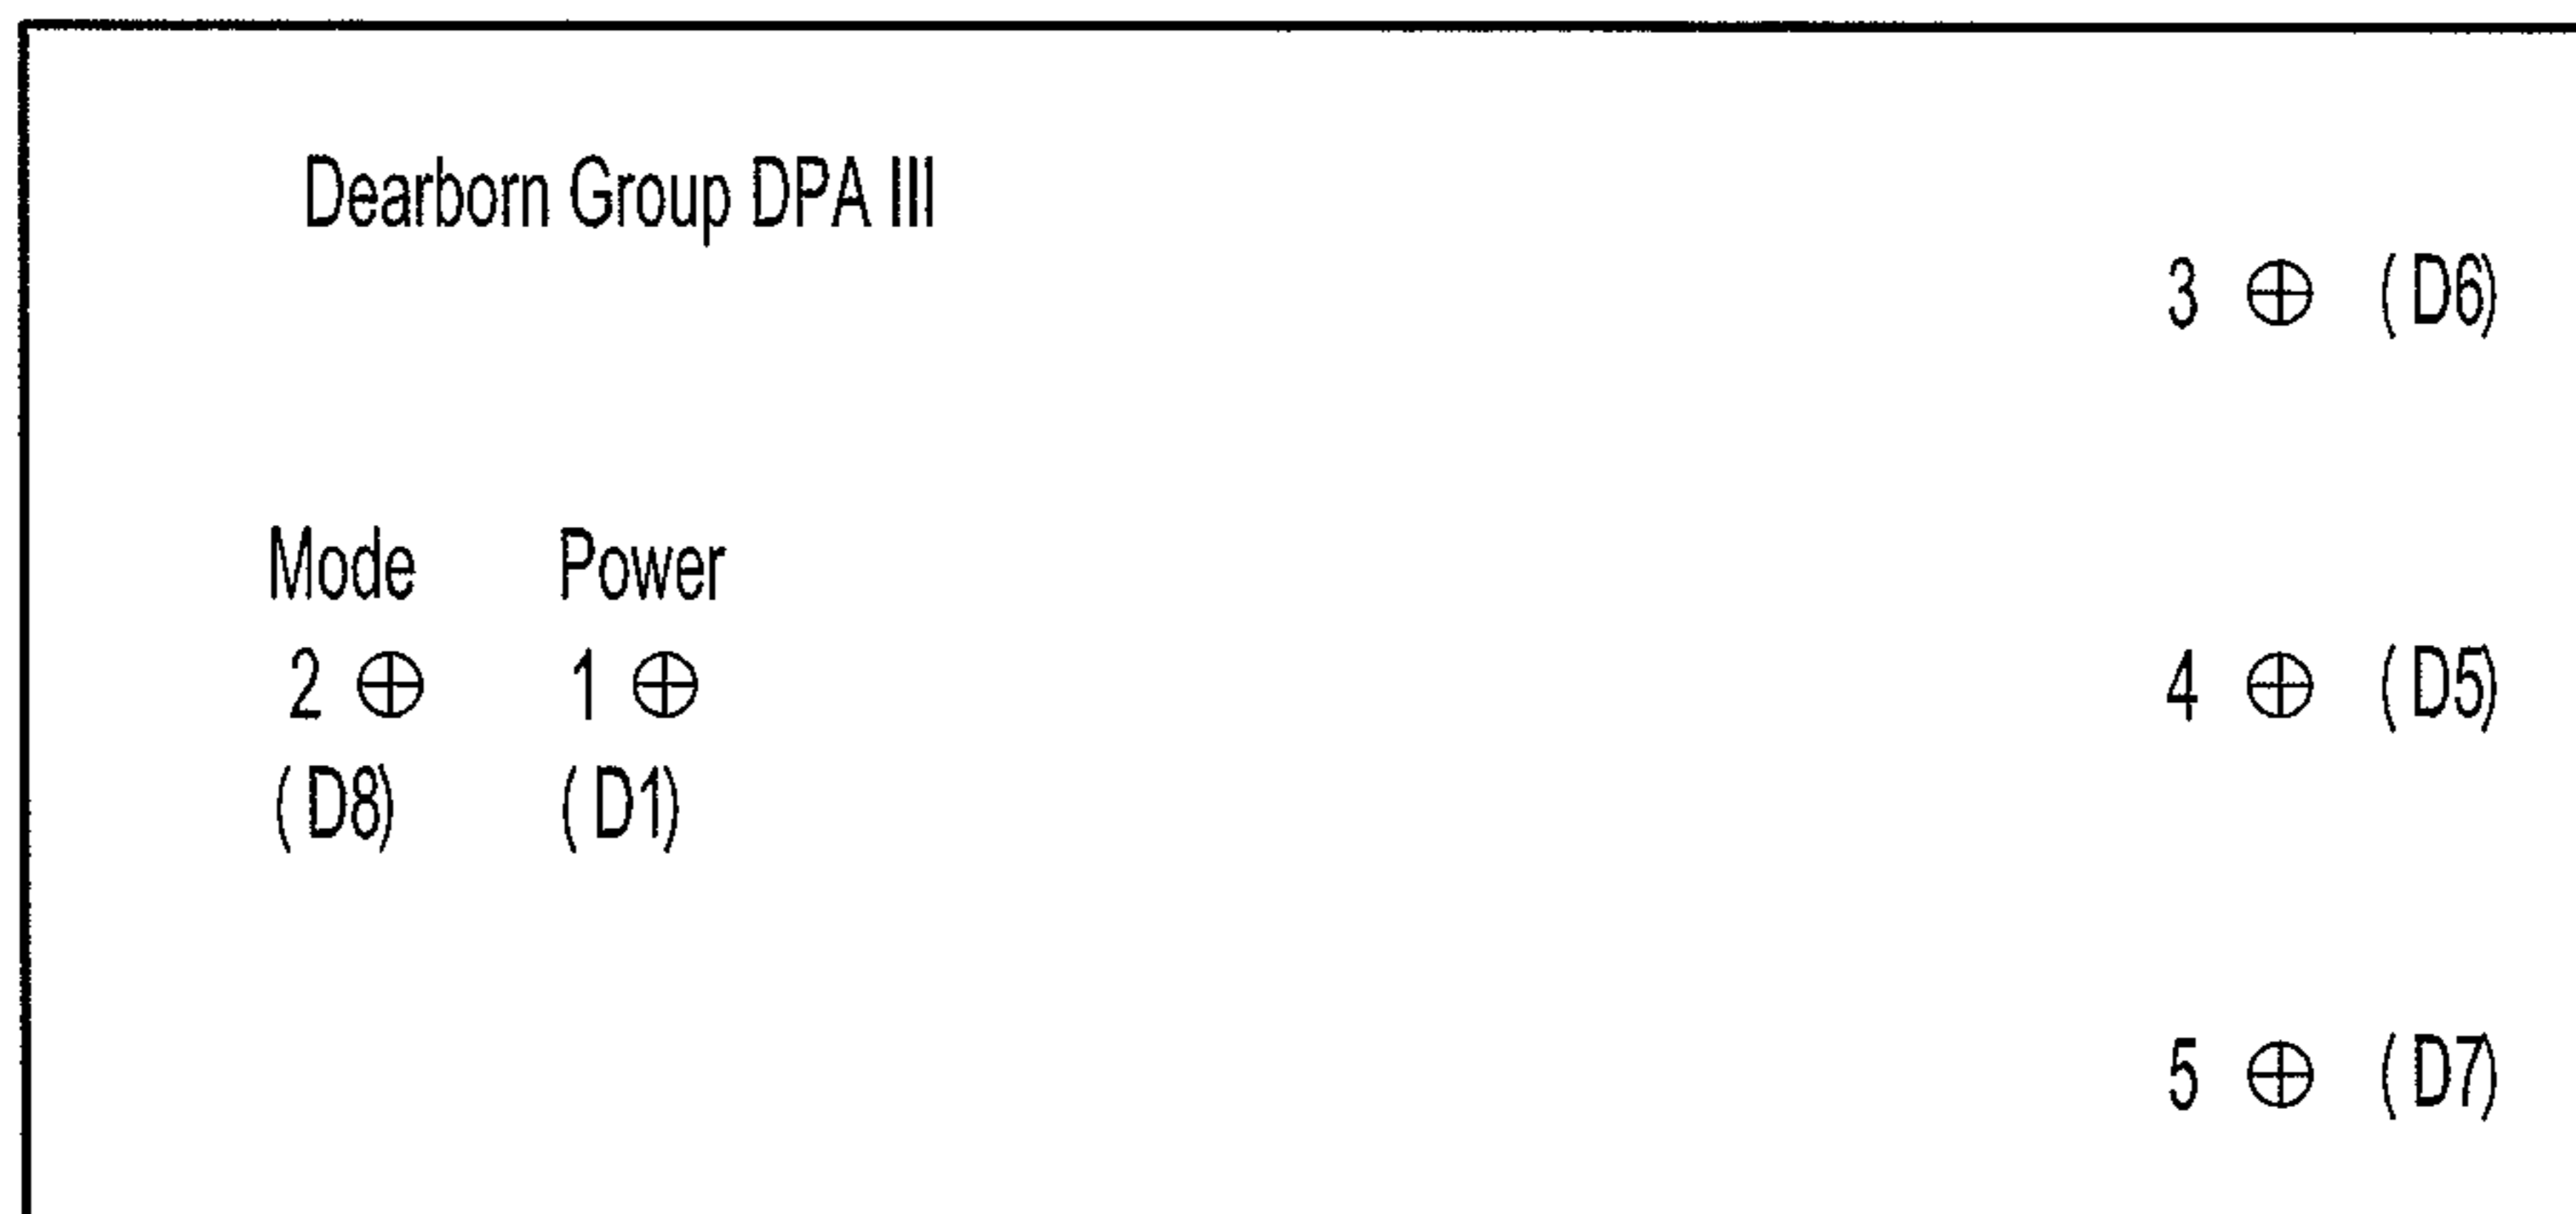 Dearborn Group DPA III
3 ⊕ ( D6)
Mode Power
2 ⊕ 1 ⊕ 4 ⊕ ( D5)
( D8) ( D1)
5 ⊕ ( D7)